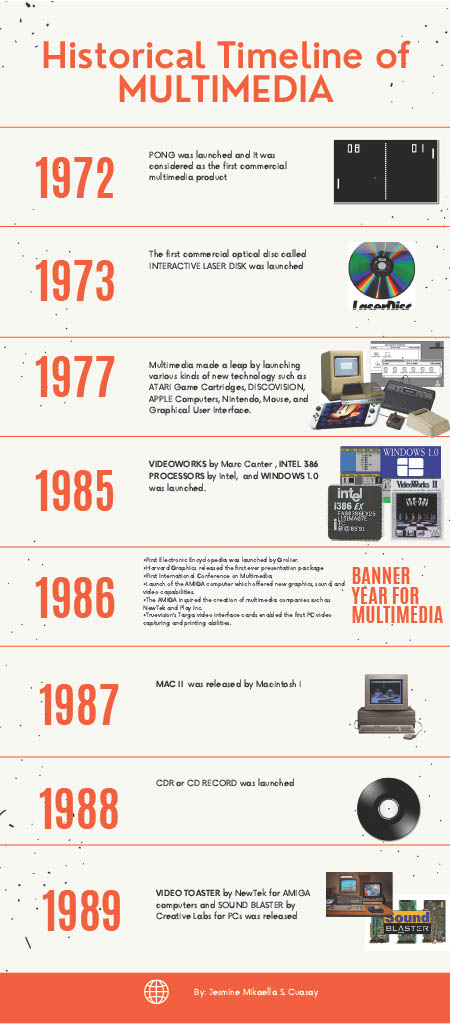 Historical Timeline of
MULTIMEDIA
1972
PONG was launched and It was
considered as the first commercial
multimedia product
08 01
1973
The first commercial optical disc called
INTERACTIVE LASER DISK was launched
LaserDisc
1977
Multimedia made a leap by launching
various kinds of new technology such as
ATARI Game Cartridges, DISCOVISION,
APPLE Computers, Nintendo, Mouse, and
Graphical User Interface.
1985
VIDEOWORKS by Marc Canter , INTEL 386
PROCESSORS by Intel, and WINDOWS 1.0
was launched.
WINDOWS 1.0
intel
i386 EX
VideoWorks II
1986
•First Electronic Encyclopedia was launched by Grolier.
•Harvard Graphics released the first ever presentation package
•First International Conference on Multimedia
•Launch of the AMIGA computer which offered new graphics, sound, and
video capabilities.
•The AMIGA inspired the creation of multimedia companies such as
NewTek and Play Inc.
•Truevision's Targa video interface cards enabled the first PC video
capturing and printing abilities.
BANNER
YEAR FOR
MULTIMEDIA
1987
MAC II was released by Macintosh I
1988
CDR or CD RECORD was launched
1989
VIDEO TOASTER by NewTek for AMIGA
computers and SOUND BLASTER by
Creative Labs for PCs was released
Sound
BLASTER
By: Jesmine Mikaella S. Cuasay